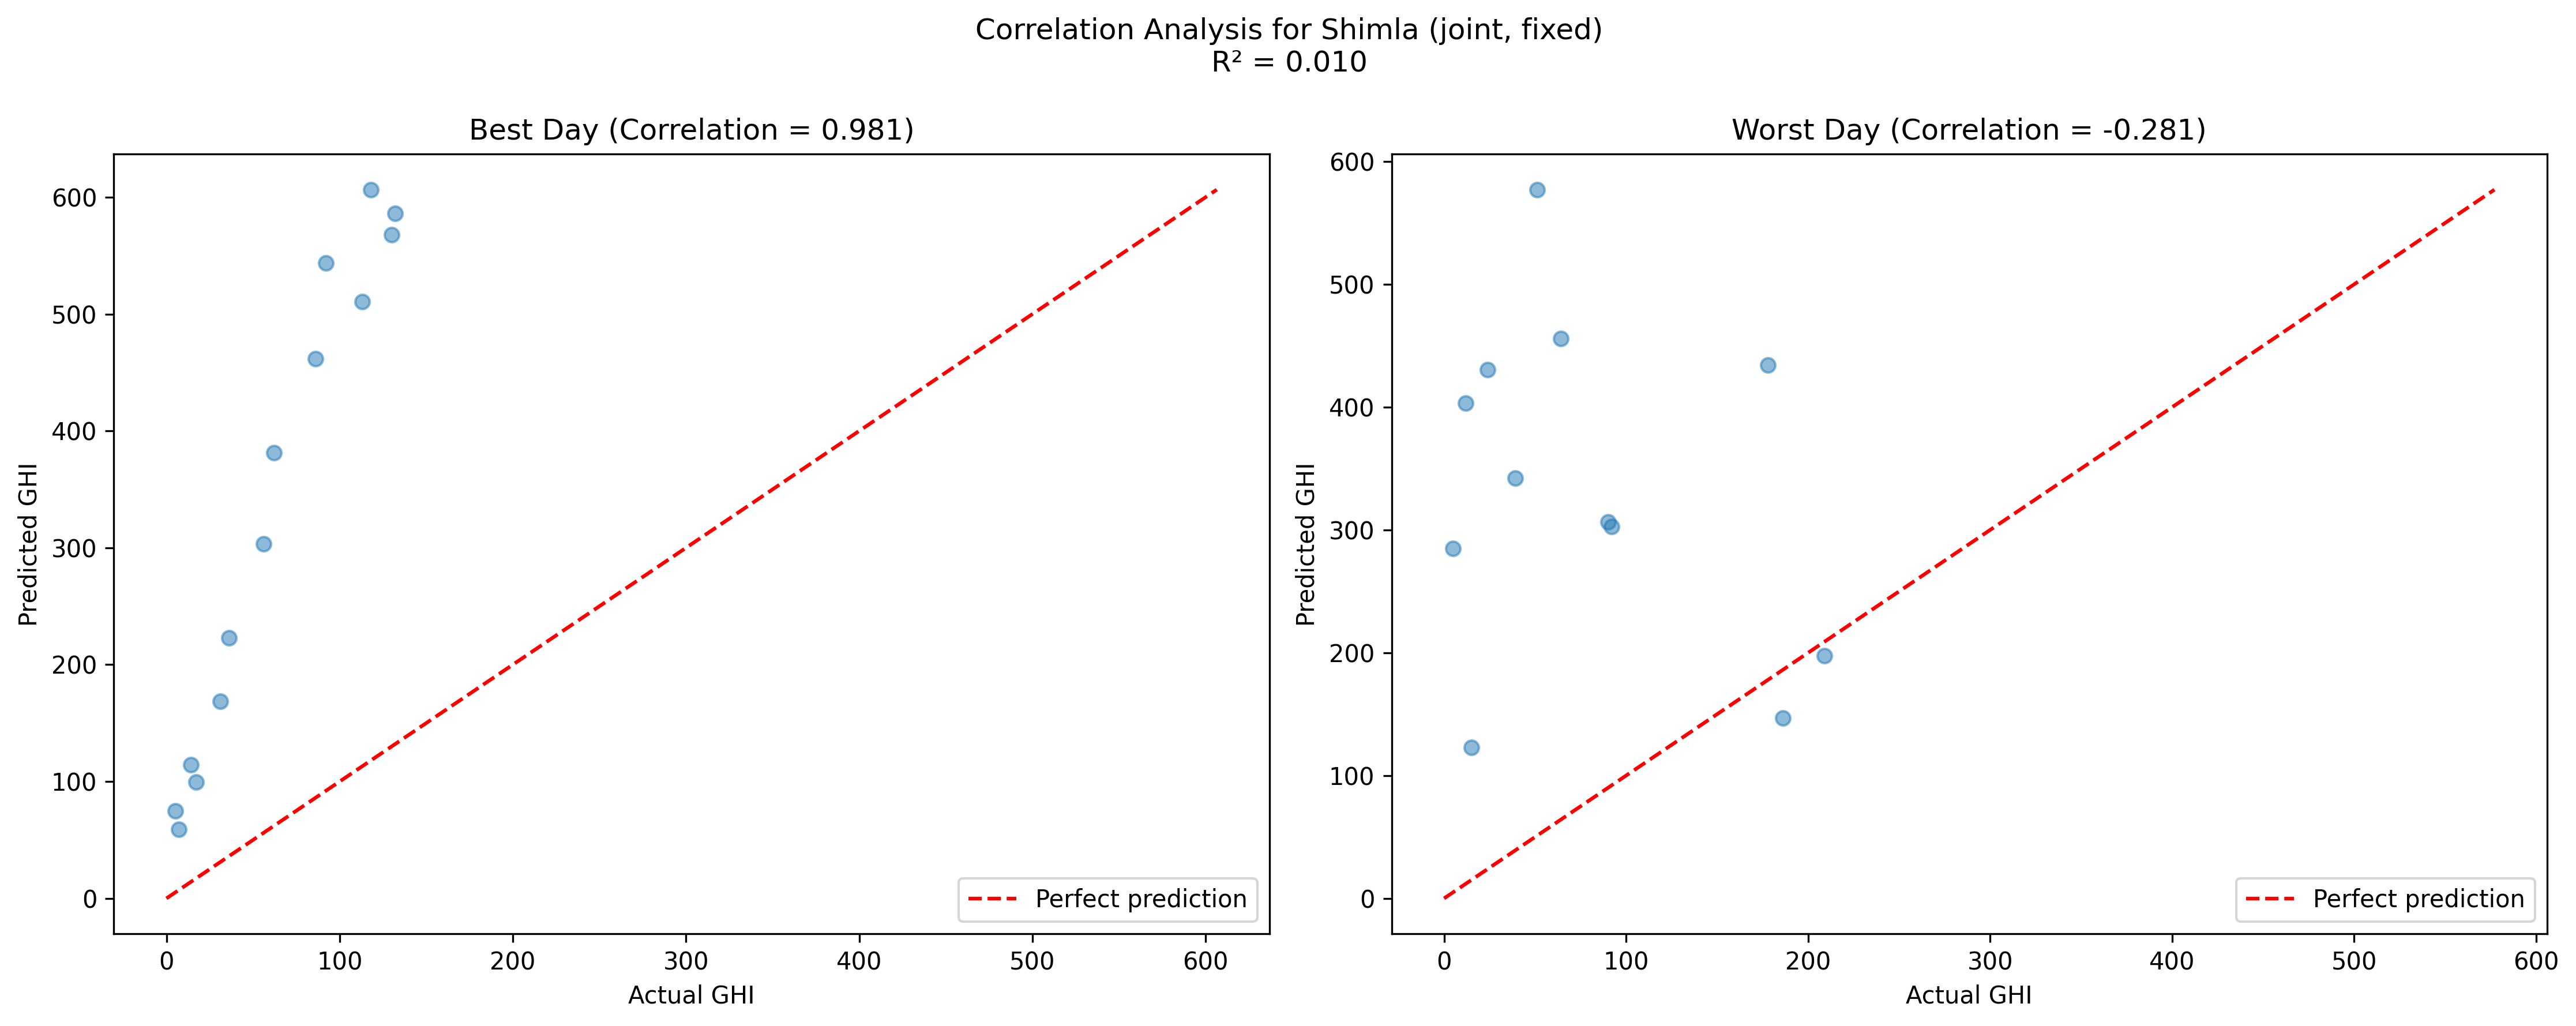 Correlation Analysis for Shimla (joint, fixed)
R² = 0.010
Best Day (Correlation = 0.981)
600
500
400
300
200
100
0
Predicted GHI
0 100 200 300 400 500 600
Actual GHI
Perfect prediction
Worst Day (Correlation = -0.281)
600
500
400
300
200
100
0
Predicted GHI
0 100 200 300 400 500 600
Actual GHI
Perfect prediction